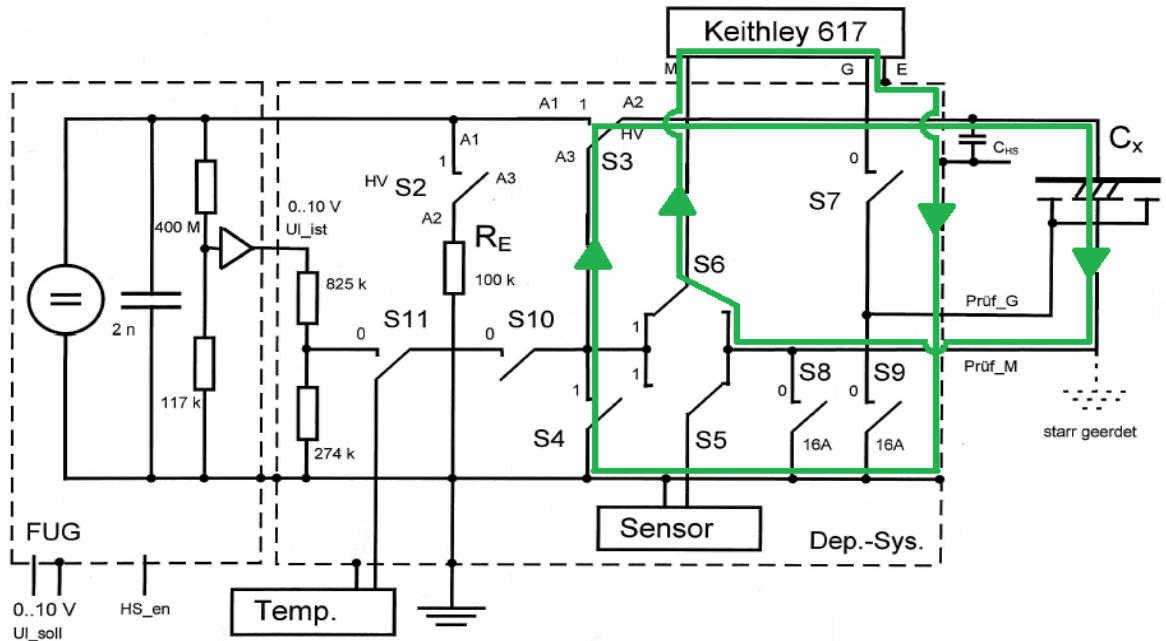 Keithley 617
M
G
E
A1
1
A2
HV
A3
S3
A1
1
HV
S2
A3
A2
R_E
100 k
C_HS
C_x
0
S7
400 M
0..10 V
UI_ist
825 k
2 n
117 k
274 k
0
S11
0
S10
S6
1
1
1
S4
S5
0
S8
16A
0
S9
16A
Prüf_G
Prüf_M
starr geerdet
Sensor
Dep.-Sys.
FUG
0..10 V
UI_soll
HS_en
Temp.